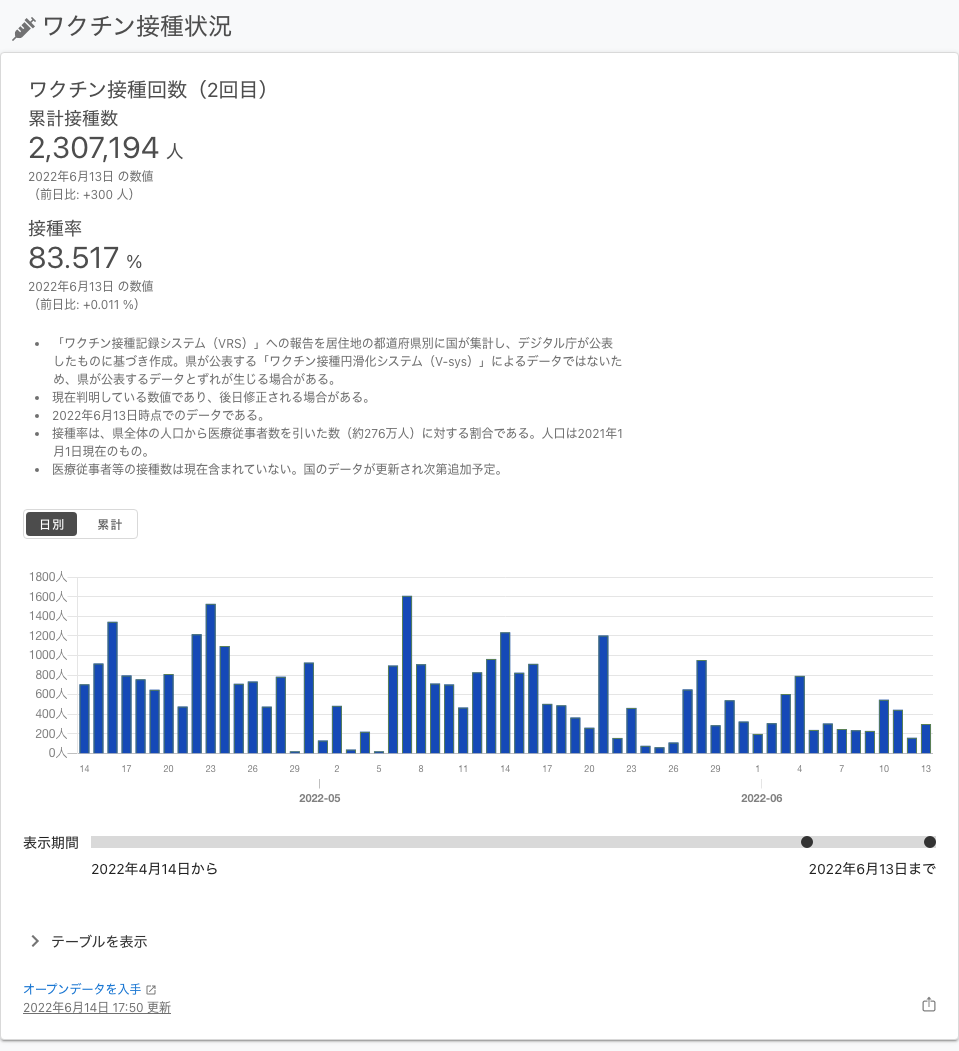 ワクチン接種状況
ワクチン接種回数（2回目）
累計接種数
2,307,194 人
2022年6月13日 の数値
（前日比: +300 人）
接種率
83.517 %
2022年6月13日 の数値
（前日比: +0.011 %）
「ワクチン接種記録システム（VRS）」への報告を居住地の都道府県別に国が集計し、デジタル庁が公表
したものに基づき作成。県が公表する「ワクチン接種円滑化システム（V-sys）」によるデータではないた
め、県が公表するデータとずれが生じる場合がある。
現在判明している数値であり、後日修正される場合がある。
2022年6月13日時点でのデータである。
接種率は、県全体の人口から医療従事者数を引いた数（約276万人）に対する割合である。人口は2021年1
月1日現在のもの。
医療従事者等の接種数は現在含まれていない。国のデータが更新され次第追加予定。
日別 累計
1800人
1600人
1400人
1200人
1000人
800人
600人
400人
200人
0人
14 17 20 23 26 29 2 5 8 11 14 17 20 23 26 29 1 4 7 10 13
2022-05 2022-06
表示期間
2022年4月14日から 2022年6月13日まで
テーブルを表示
オープンデータを入手
2022年6月14日 17:50 更新